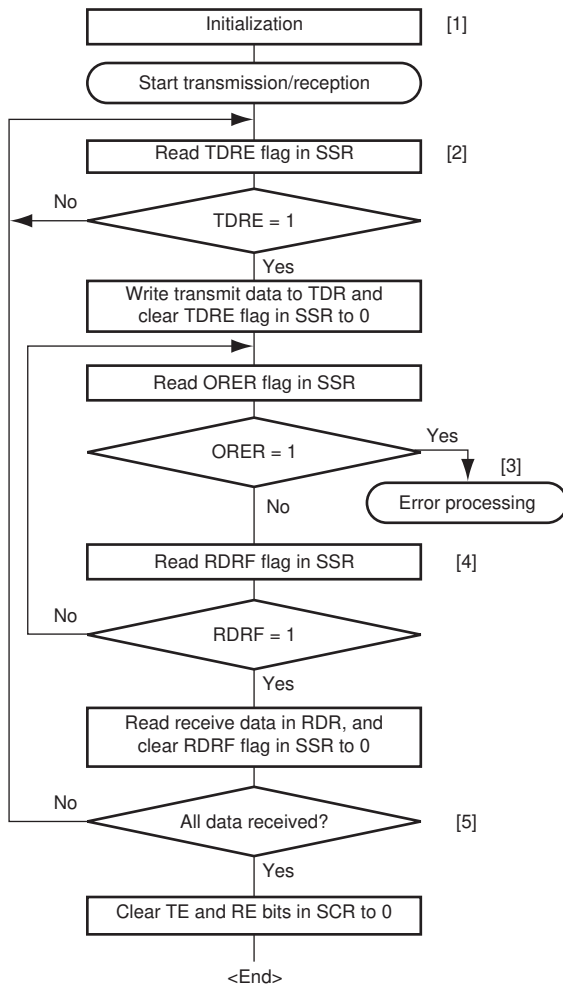 Initialization
[1]
Start transmission/reception
Read TDRE flag in SSR
[2]
No
TDRE = 1
Yes
Write transmit data to TDR and
clear TDRE flag in SSR to 0
Read ORER flag in SSR
Yes
ORER = 1
[3]
Error processing
No
Read RDRF flag in SSR
[4]
No
RDRF = 1
Yes
Read receive data in RDR, and
clear RDRF flag in SSR to 0
No
All data received?
[5]
Yes
Clear TE and RE bits in SCR to 0
<End>